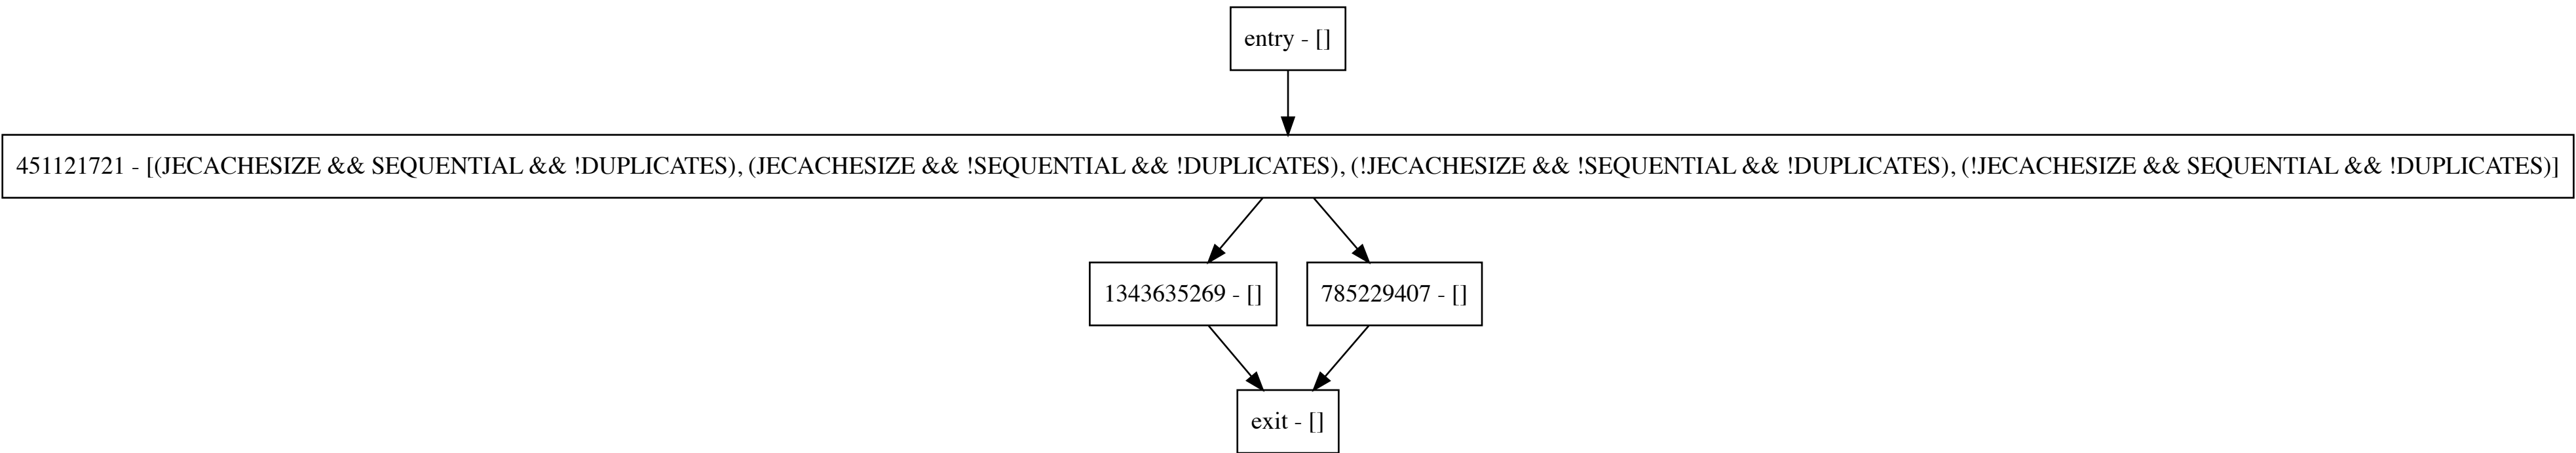 entry - []
451121721 - [(JECACHESIZE && SEQUENTIAL && !DUPLICATES), (JECACHESIZE && !SEQUENTIAL && !DUPLICATES), (!JECACHESIZE && !SEQUENTIAL && !DUPLICATES), (!JECACHESIZE && SEQUENTIAL && !DUPLICATES)]
1343635269 - []
785229407 - []
exit - []